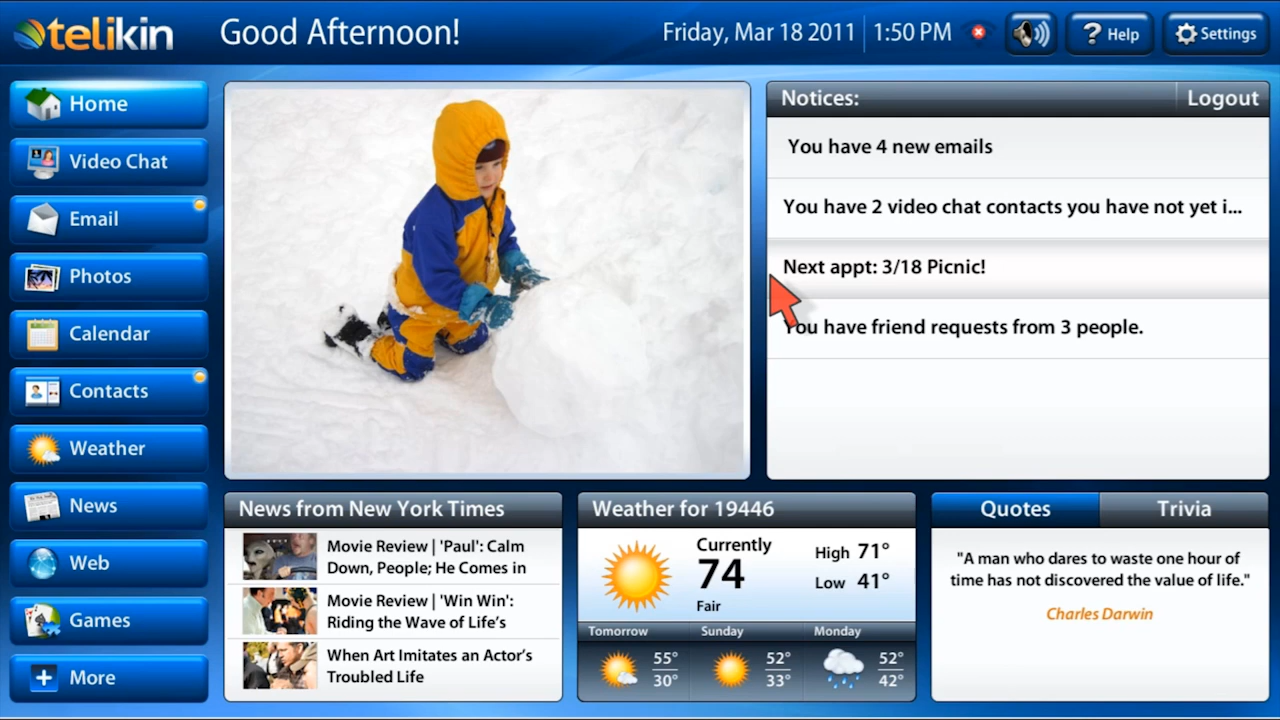 telikin
Good Afternoon!
Friday, Mar 18 2011
1:50 PM
? Help
Settings
Home
Video Chat
Email
Photos
Calendar
Contacts
Weather
News
Web
Games
More
Notices:
Logout
You have 4 new emails
You have 2 video chat contacts you have not yet i...
Next appt: 3/18 Picnic!
You have friend requests from 3 people.
News from New York Times
Movie Review | 'Paul': Calm
Down, People; He Comes in
Movie Review | 'Win Win':
Riding the Wave of Life's
When Art Imitates an Actor's
Troubled Life
Weather for 19446
Currently
74
Fair
High 71°
Low 41°
Tomorrow
55°
30°
Sunday
52°
33°
Monday
52°
42°
Quotes
Trivia
"A man who dares to waste one hour of
time has not discovered the value of life."
Charles Darwin